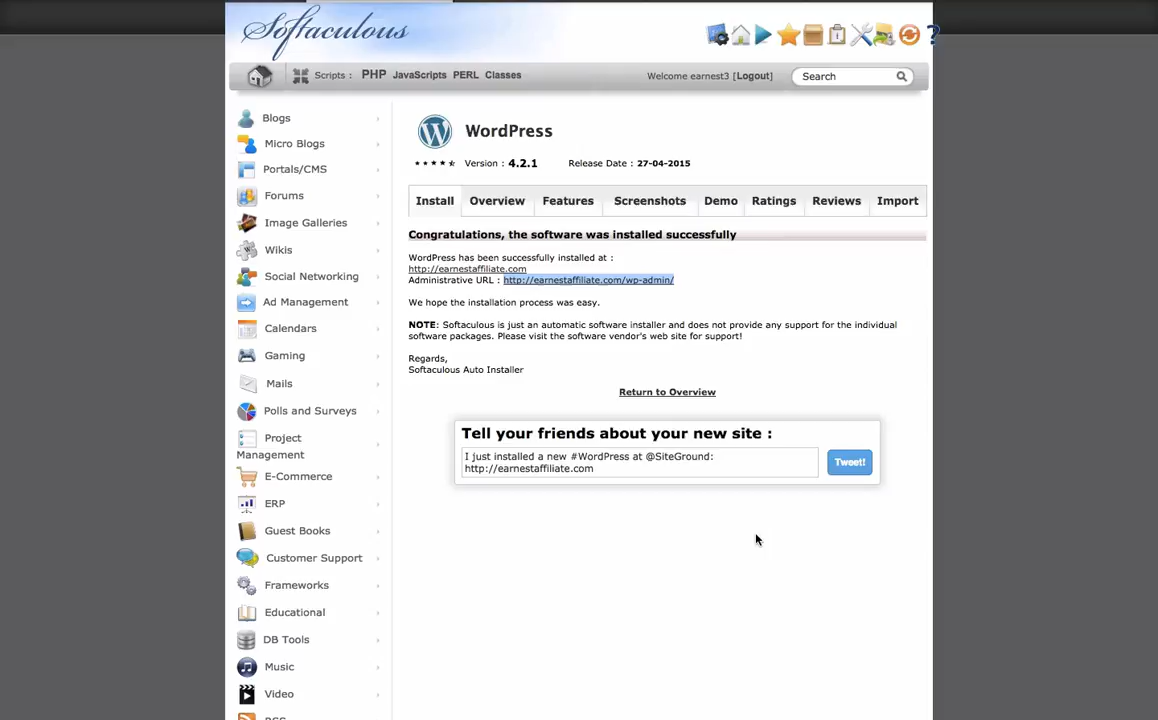 Softaculous
?
Scripts : PHP JavaScripts PERL Classes
Welcome earnest3 [Logout]
Search
Blogs
Micro Blogs
Portals/CMS
Forums
Image Galleries
Wikis
Social Networking
Ad Management
Calendars
Gaming
Mails
Polls and Surveys
Project
Management
E-Commerce
ERP
Guest Books
Customer Support
Frameworks
Educational
DB Tools
Music
Video
WordPress
Version : 4.2.1 Release Date : 27-04-2015
Install Overview Features Screenshots Demo Ratings Reviews Import
Congratulations, the software was installed successfully
WordPress has been successfully installed at :
http://earnestaffiliate.com
Administrative URL : http://earnestaffiliate.com/wp-admin/
We hope the installation process was easy.
NOTE: Softaculous is just an automatic software installer and does not provide any support for the individual
software packages. Please visit the software vendor's web site for support!
Regards,
Softaculous Auto Installer
Return to Overview
Tell your friends about your new site :
I just installed a new #WordPress at @SiteGround:
http://earnestaffiliate.com
Tweet!